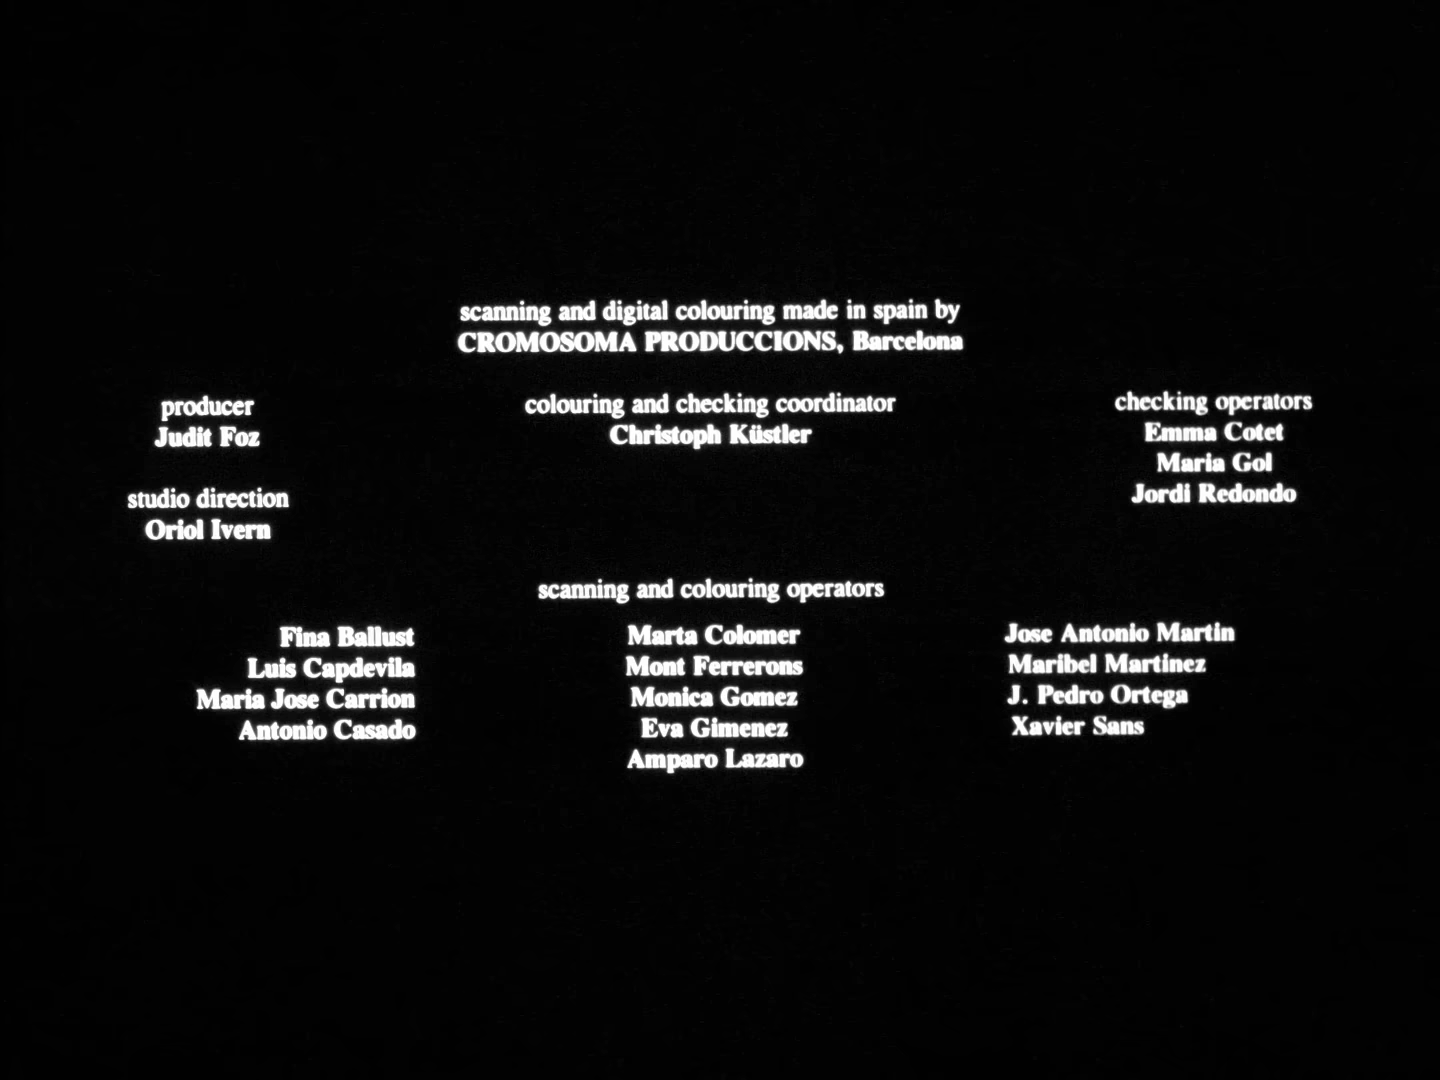 scanning and digital colouring made in spain by
CROMOSOMA PRODUCCIONS, Barcelona
producer
Judit Foz
studio direction
Oriol Ivern
colouring and checking coordinator
Christoph Küstler
checking operators
Emma Cotet
Maria Gol
Jordi Redondo
scanning and colouring operators
Fina Ballust
Luis Capdevila
Maria Jose Carrion
Antonio Casado
Marta Colomer
Mont Ferrerons
Monica Gomez
Eva Gimenez
Amparo Lazaro
Jose Antonio Martin
Maribel Martinez
J. Pedro Ortega
Xavier Sans